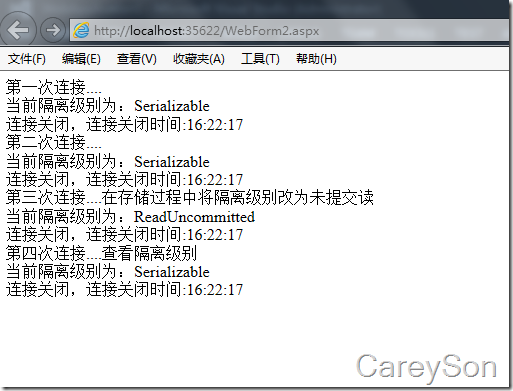 http://localhost:35622/WebForm2.aspx
文件(F) 编辑(E) 查看(V) 收藏夹(A) 工具(T) 帮助(H)
第一次连接....
当前隔离级别为：Serializable
连接关闭，连接关闭时间:16:22:17
第二次连接....
当前隔离级别为：Serializable
连接关闭，连接关闭时间:16:22:17
第三次连接....在存储过程中将隔离级别改为未提交读
当前隔离级别为：ReadUncommitted
连接关闭，连接关闭时间:16:22:17
第四次连接....查看隔离级别
当前隔离级别为：Serializable
连接关闭，连接关闭时间:16:22:17
CareySon